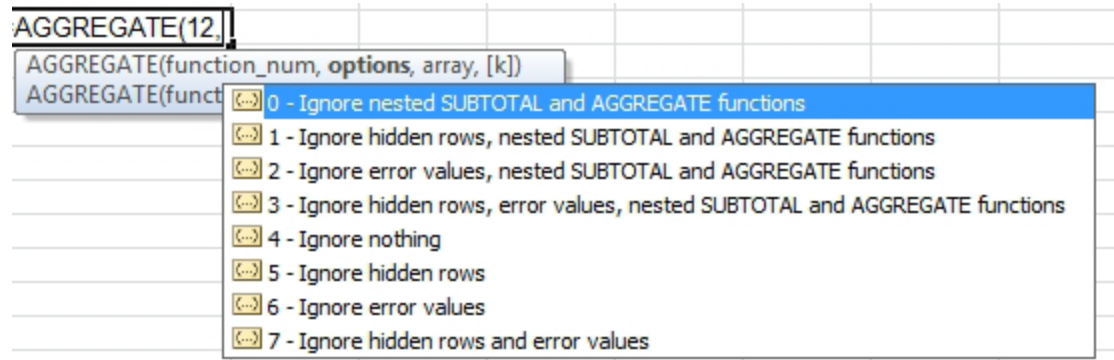 =AGGREGATE(12,
AGGREGATE(function_num, options, array, [k])
AGGREGATE(funct
0 - Ignore nested SUBTOTAL and AGGREGATE functions
1 - Ignore hidden rows, nested SUBTOTAL and AGGREGATE functions
2 - Ignore error values, nested SUBTOTAL and AGGREGATE functions
3 - Ignore hidden rows, error values, nested SUBTOTAL and AGGREGATE functions
4 - Ignore nothing
5 - Ignore hidden rows
6 - Ignore error values
7 - Ignore hidden rows and error values